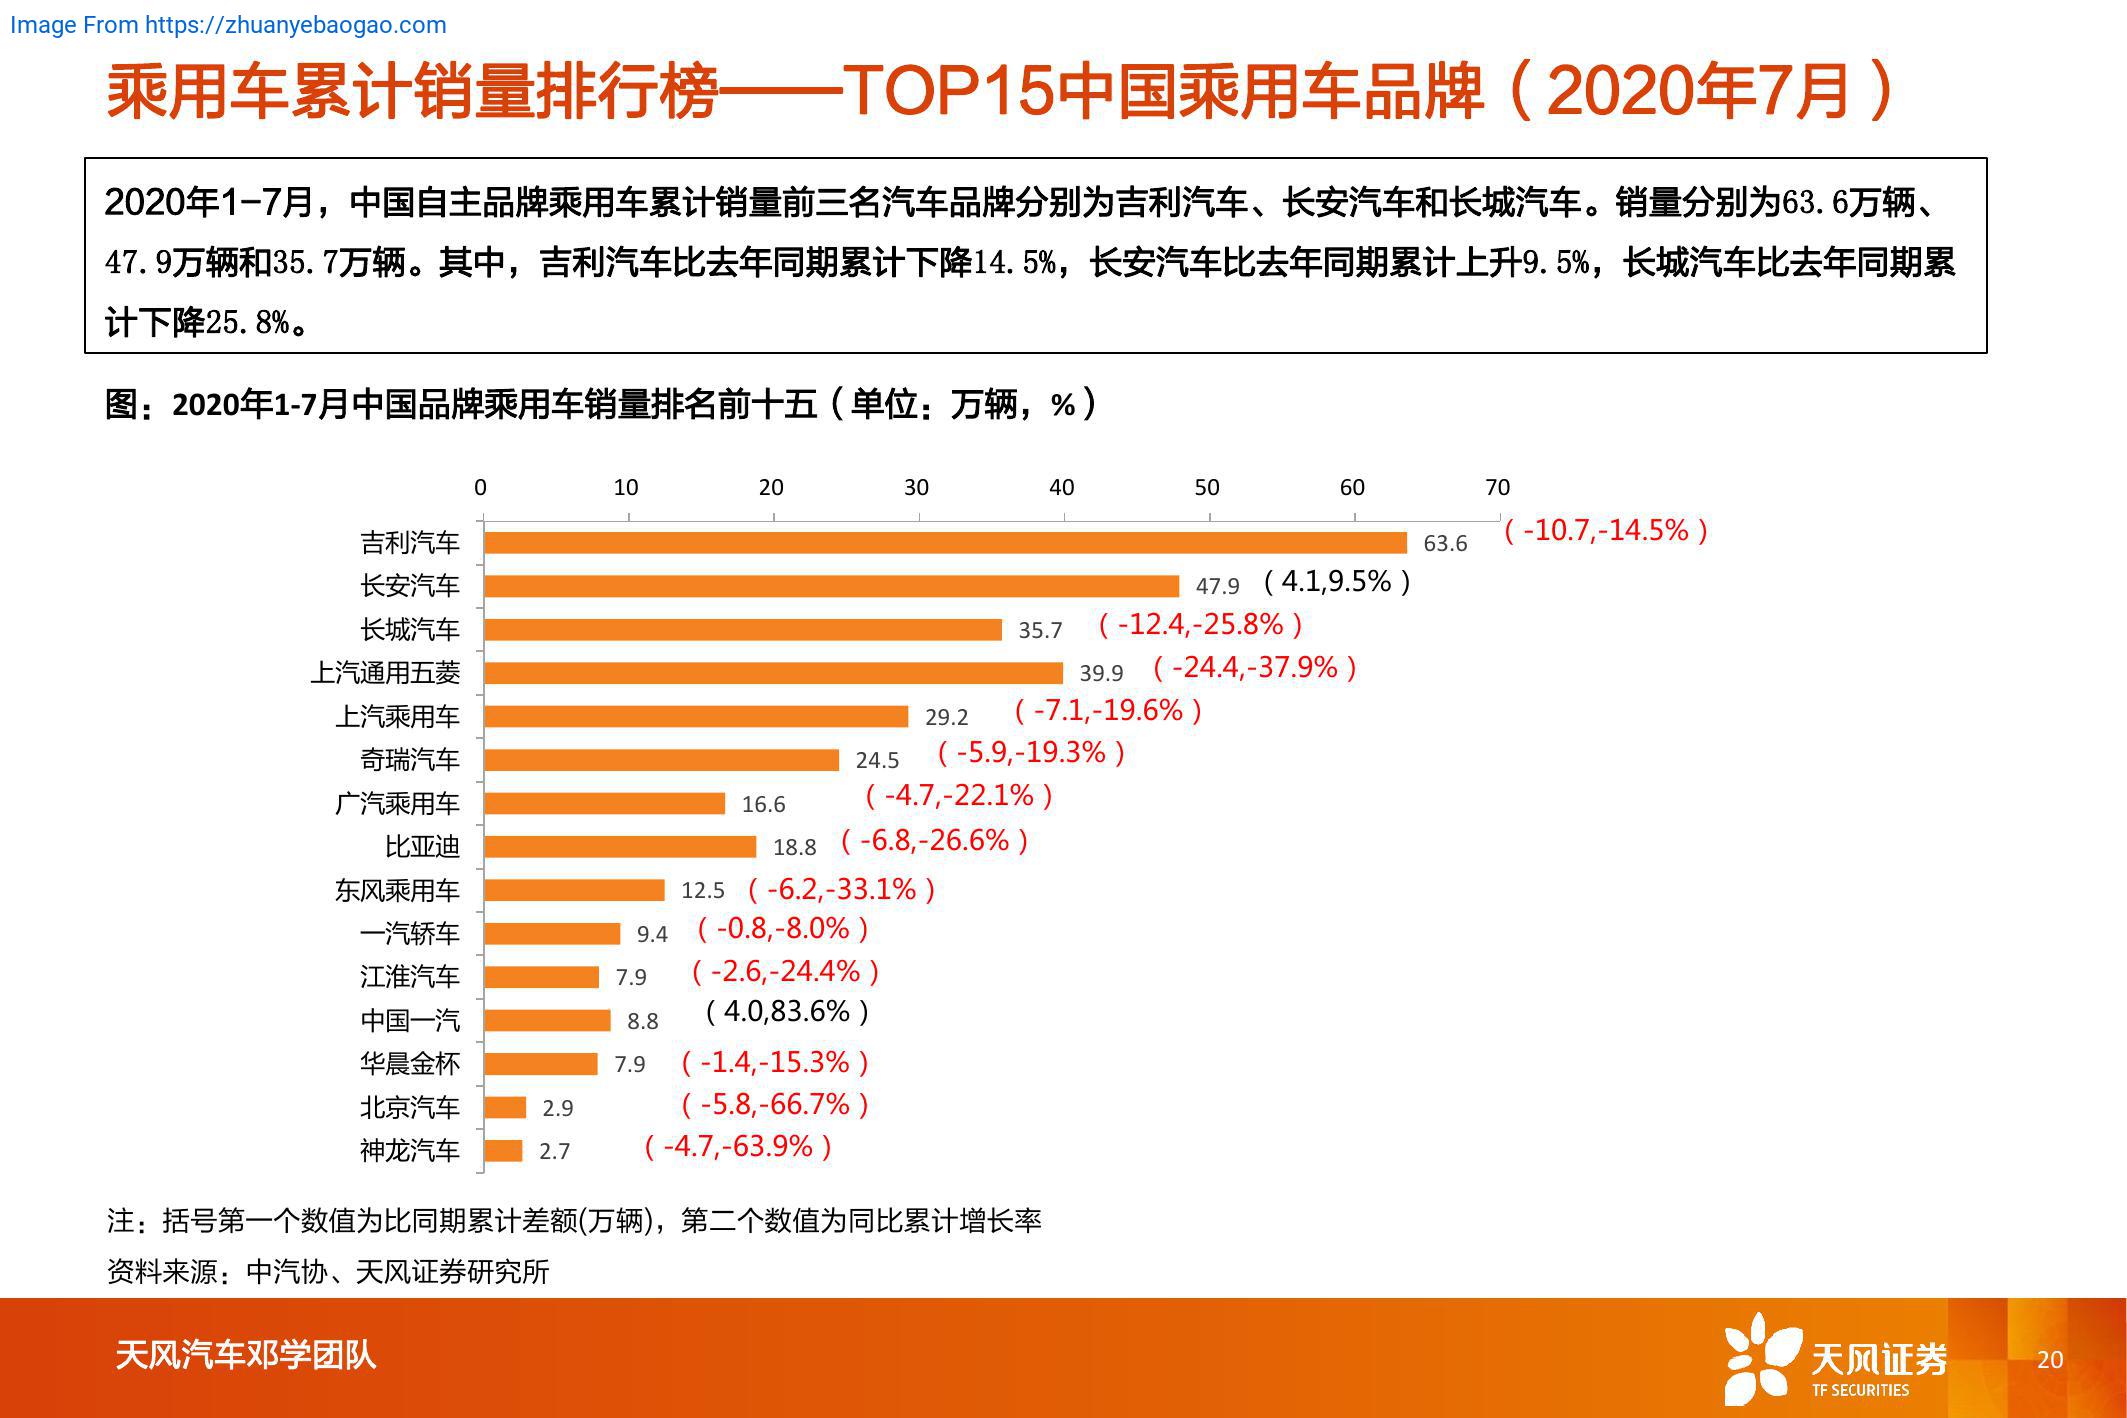 Image From https://zhuanyebaogao.com
乘用车累计销量排行榜——TOP15中国乘用车品牌（2020年7月）
2020年1-7月，中国自主品牌乘用车累计销量前三名汽车品牌分别为吉利汽车、长安汽车和长城汽车。销量分别为63.6万辆、
47.9万辆和35.7万辆。其中，吉利汽车比去年同期累计下降14.5%，长安汽车比去年同期累计上升9.5%，长城汽车比去年同期累
计下降25.8%。
图：2020年1-7月中国品牌乘用车销量排名前十五（单位：万辆，%）
0 10 20 30 40 50 60 70
吉利汽车 63.6 （-10.7,-14.5%）
长安汽车 47.9 （4.1,9.5%）
长城汽车 35.7 （-12.4,-25.8%）
上汽通用五菱 39.9 （-24.4,-37.9%）
上汽乘用车 29.2 （-7.1,-19.6%）
奇瑞汽车 24.5 （-5.9,-19.3%）
广汽乘用车 16.6 （-4.7,-22.1%）
比亚迪 18.8 （-6.8,-26.6%）
东风乘用车 12.5 （-6.2,-33.1%）
一汽轿车 9.4 （-0.8,-8.0%）
江淮汽车 7.9 （-2.6,-24.4%）
中国一汽 8.8 （4.0,83.6%）
华晨金杯 7.9 （-1.4,-15.3%）
北京汽车 2.9 （-5.8,-66.7%）
神龙汽车 2.7 （-4.7,-63.9%）
注：括号第一个数值为比同期累计差额(万辆)，第二个数值为同比累计增长率
资料来源：中汽协、天风证券研究所
天风汽车邓学团队
天风证券
TF SECURITIES
20